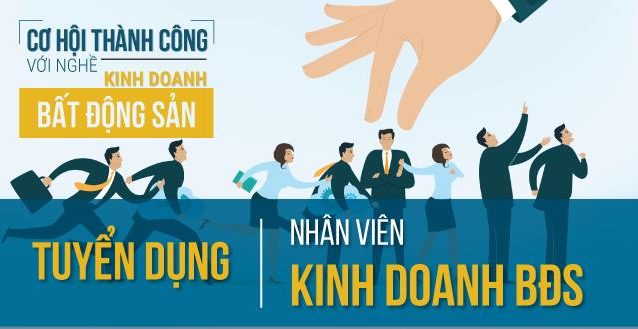 CƠ HỘI THÀNH CÔNG
VỚI NGHỀ KINH DOANH
BẤT ĐỘNG SẢN
TUYỂN DỤNG
NHÂN VIÊN
KINH DOANH BĐS